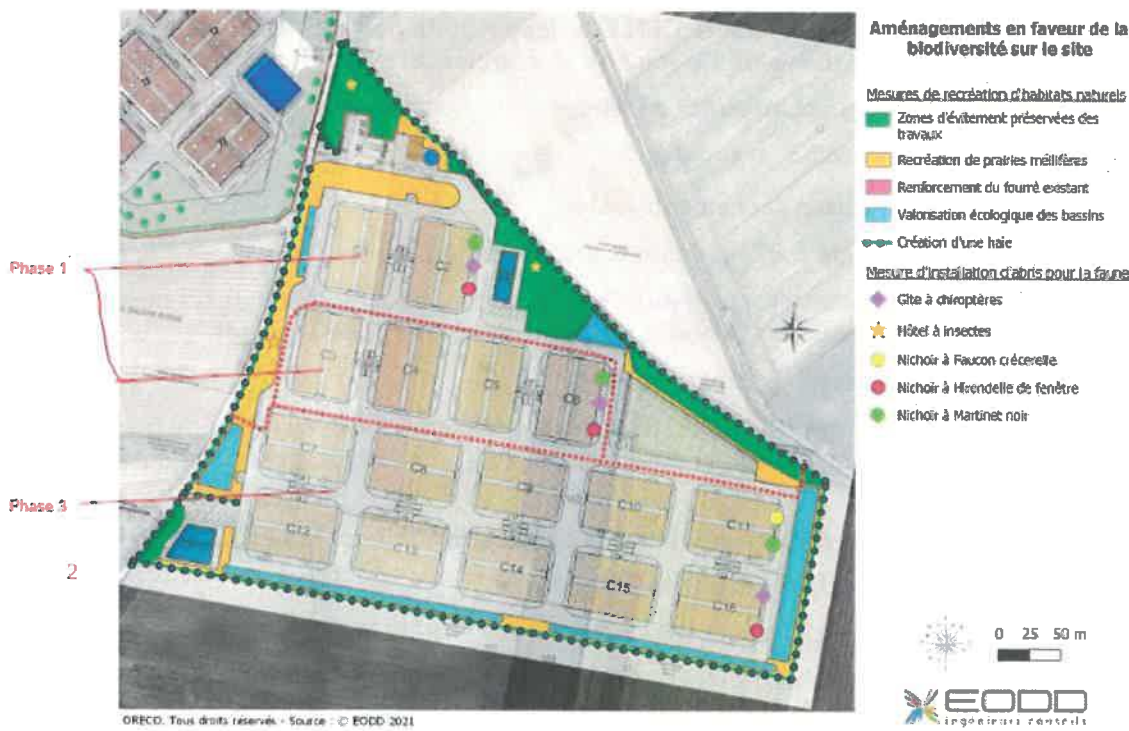 Aménagements en faveur de la
biodiversité sur le site
Mesures de recréation d'habitats naturels
Zones d'évitement préservées des
travaux
Recréation de prairies méllifères
Renforcement du fourré existant
Valorisation écologique des bassins
Création d'une haie
Mesure d'installation d'abris pour la faune
Gîte à chiroptères
Hôtel à insectes
Nichoir à Faucon crécerelle
Nichoir à Hirondelle de fenêtre
Nichoir à Martinet noir
Phase 1
C2
C4
C5
C6
C7
C8
C9
C10
C11
Phase 3
C12
C13
C14
C15
C16
2
0 25 50 m
EODD
ingénieurs conseils
ORECO. Tous droits réservés - Source : © EODD 2021